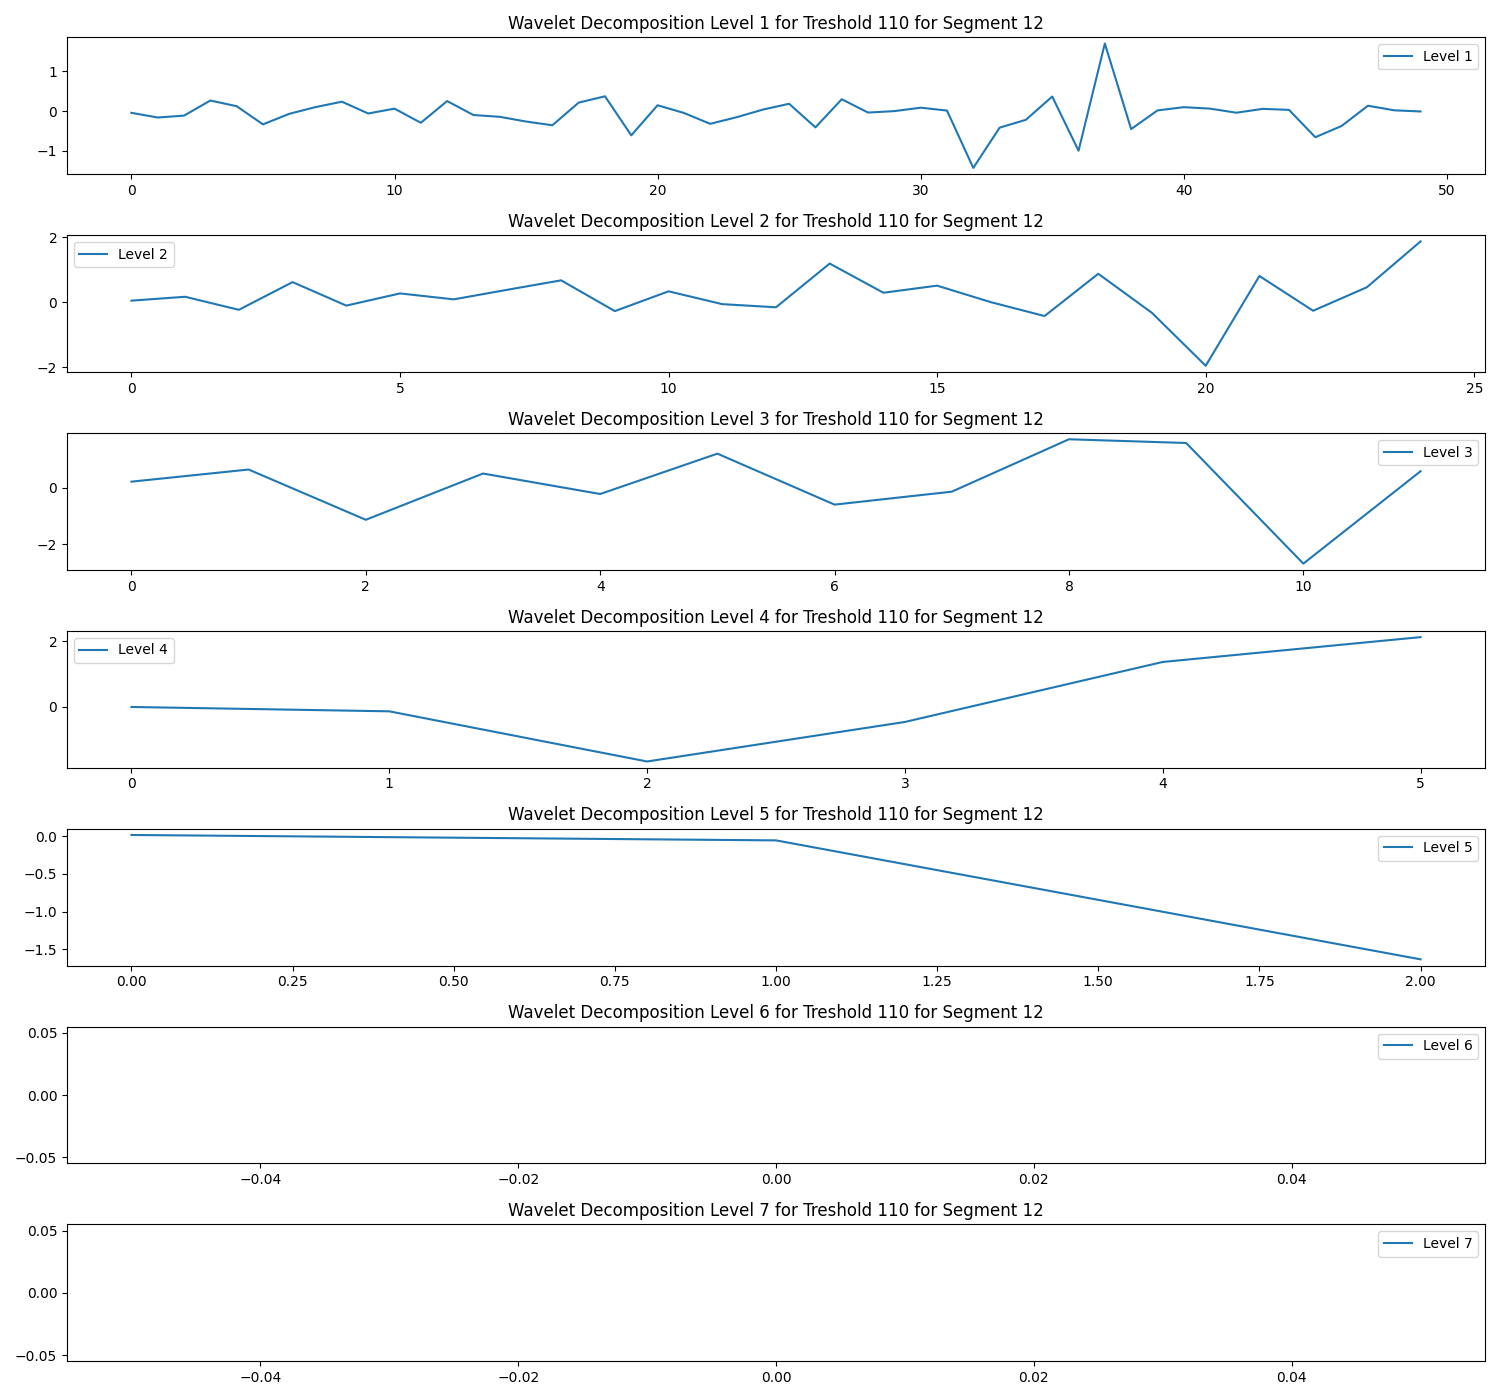 Wavelet Decomposition Level 1 for Treshold 110 for Segment 12
1
0
−1
Level 1
0 10 20 30 40 50
Wavelet Decomposition Level 2 for Treshold 110 for Segment 12
2
0
−2
Level 2
0 5 10 15 20 25
Wavelet Decomposition Level 3 for Treshold 110 for Segment 12
0
−2
Level 3
0 2 4 6 8 10
Wavelet Decomposition Level 4 for Treshold 110 for Segment 12
2
0
Level 4
0 1 2 3 4 5
Wavelet Decomposition Level 5 for Treshold 110 for Segment 12
0.0
−0.5
−1.0
−1.5
Level 5
0.00 0.25 0.50 0.75 1.00 1.25 1.50 1.75 2.00
Wavelet Decomposition Level 6 for Treshold 110 for Segment 12
0.05
0.00
−0.05
Level 6
−0.04 −0.02 0.00 0.02 0.04
Wavelet Decomposition Level 7 for Treshold 110 for Segment 12
0.05
0.00
−0.05
Level 7
−0.04 −0.02 0.00 0.02 0.04